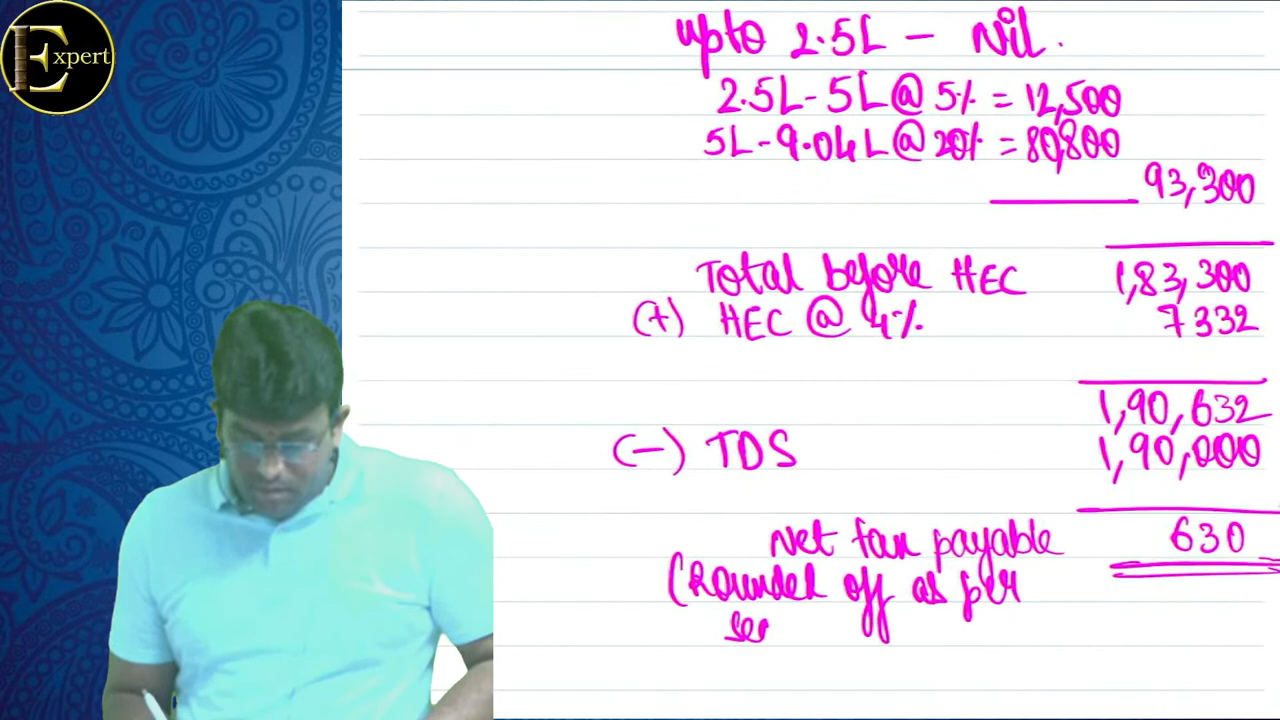 Expert
upto 2.5L - Nil.
2.5L - 5L @ 5% = 12,500
5L - 9.04L @ 20% = 80,800
93,300
Total before HEC 1,83,300
(+) HEC @ 4% 7332
1,90,632
(-) TDS 1,90,000
Net tax payable 630
(Rounded off as per
sec